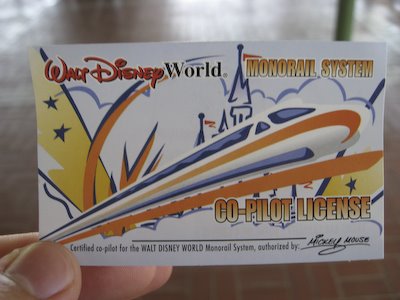 WALT DISNEY World® MONORAIL SYSTEM
CO-PILOT LICENSE
Certified co-pilot for the WALT DISNEY WORLD Monorail System, authorized by: Mickey Mouse